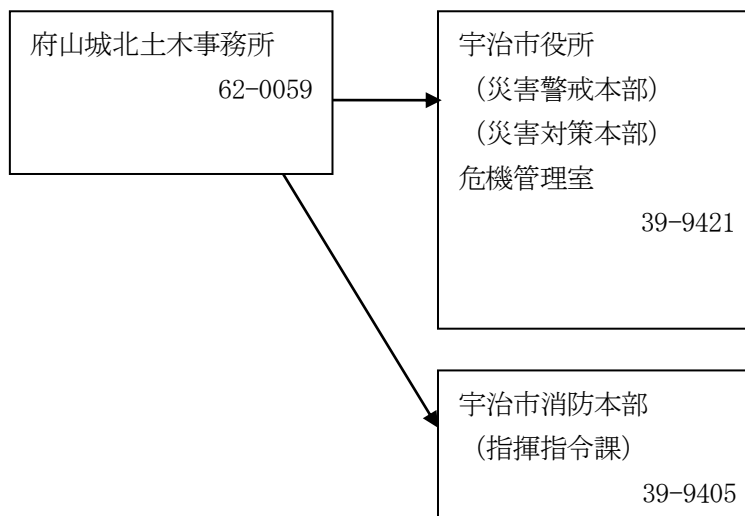 府山城北土木事務所
62-0059
宇治市役所
(災害警戒本部)
(災害対策本部)
危機管理室
39-9421
宇治市消防本部
(指揮指令課)
39-9405